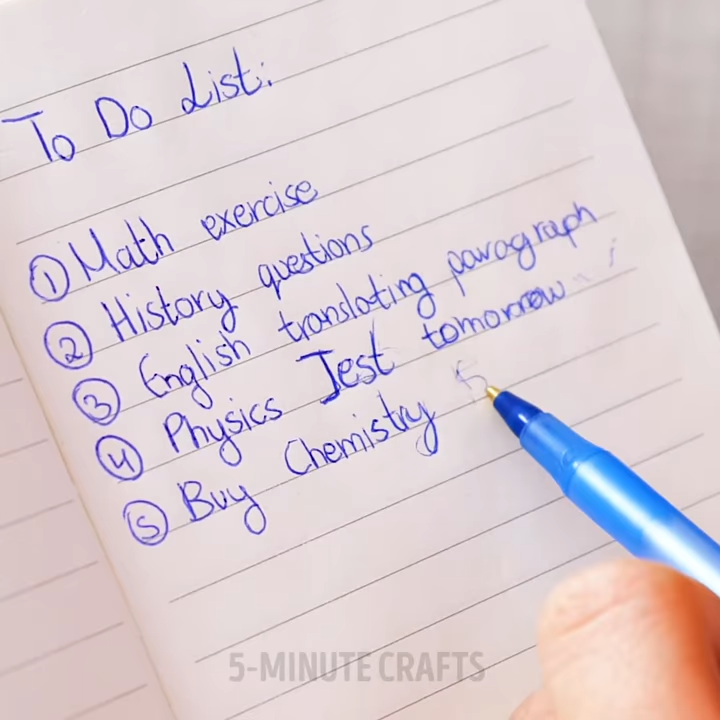 To Do List:
① Math exercise
② History questions
③ English translating paragraph
④ Physics Test tomorrow
⑤ Buy Chemistry
5-MINUTE CRAFTS